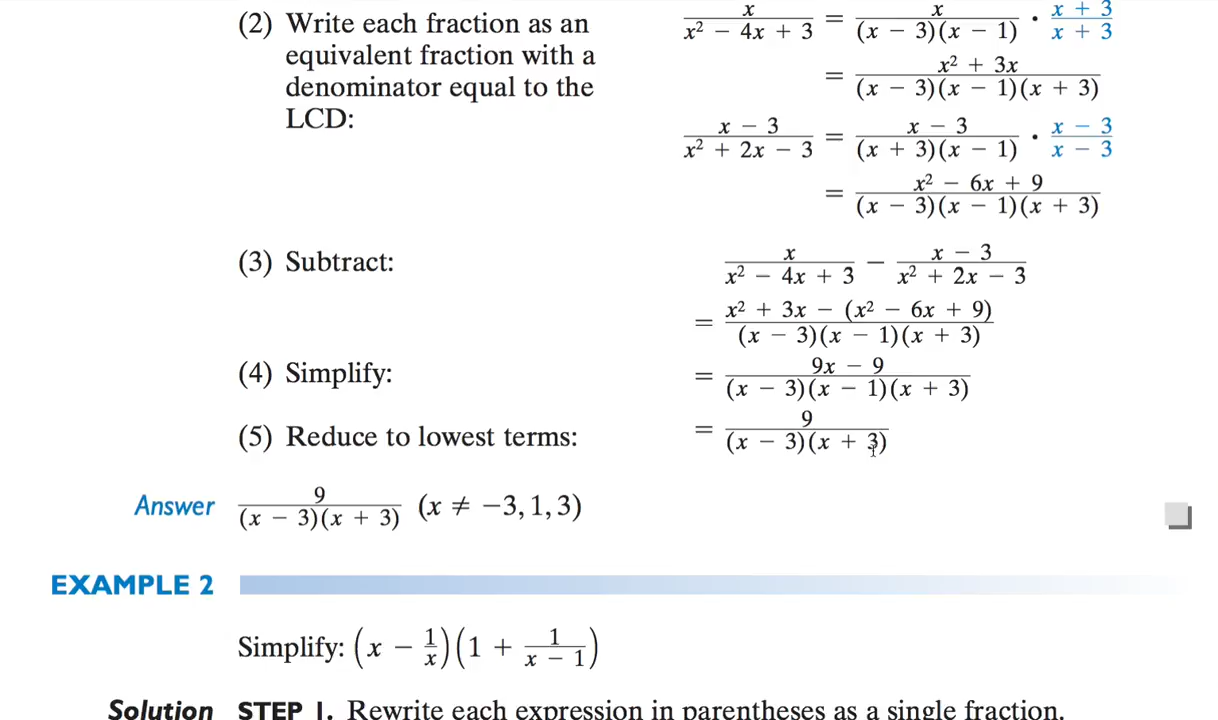 (2) Write each fraction as an equivalent fraction with a denominator equal to the LCD:
x/(x² − 4x + 3) = x/((x − 3)(x − 1)) · (x + 3)/(x + 3)
= (x² + 3x)/((x − 3)(x − 1)(x + 3))
(x − 3)/(x² + 2x − 3) = (x − 3)/((x + 3)(x − 1)) · (x − 3)/(x − 3)
= (x² − 6x + 9)/((x − 3)(x − 1)(x + 3))
(3) Subtract: x/(x² − 4x + 3) − (x − 3)/(x² + 2x − 3)
= (x² + 3x − (x² − 6x + 9))/((x − 3)(x − 1)(x + 3))
(4) Simplify: = (9x − 9)/((x − 3)(x − 1)(x + 3))
(5) Reduce to lowest terms: = 9/((x − 3)(x + 3))
Answer 9/((x − 3)(x + 3)) (x ≠ −3, 1, 3)
EXAMPLE 2
Simplify: (x − 1/x)(1 + 1/(x − 1))
Solution STEP 1. Rewrite each expression in parentheses as a single fraction.